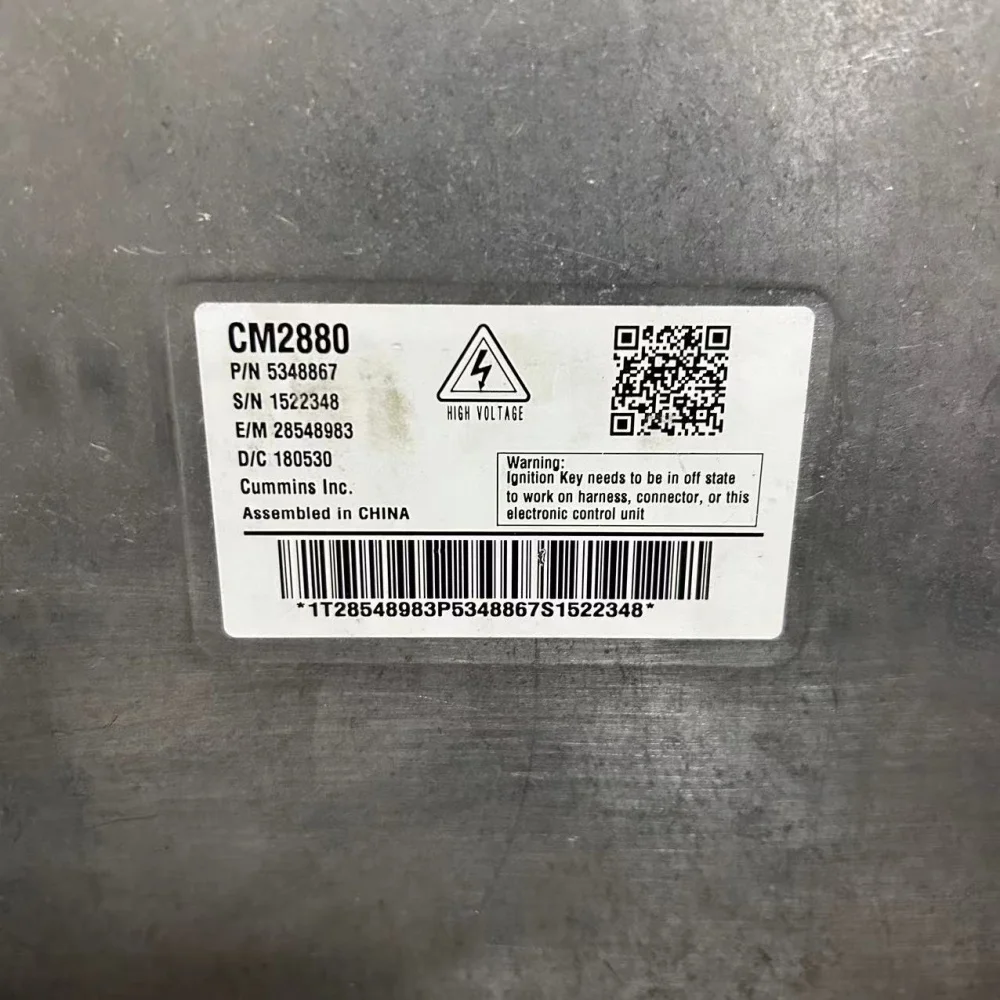 CM2880
P/N 5348867
S/N 1522348
E/M 28548983
D/C 180530
Cummins Inc.
Assembled in CHINA
HIGH VOLTAGE
Warning:
Ignition Key needs to be in off state
to work on harness, connector, or this
electronic control unit
*1T28548983P5348867S1522348*